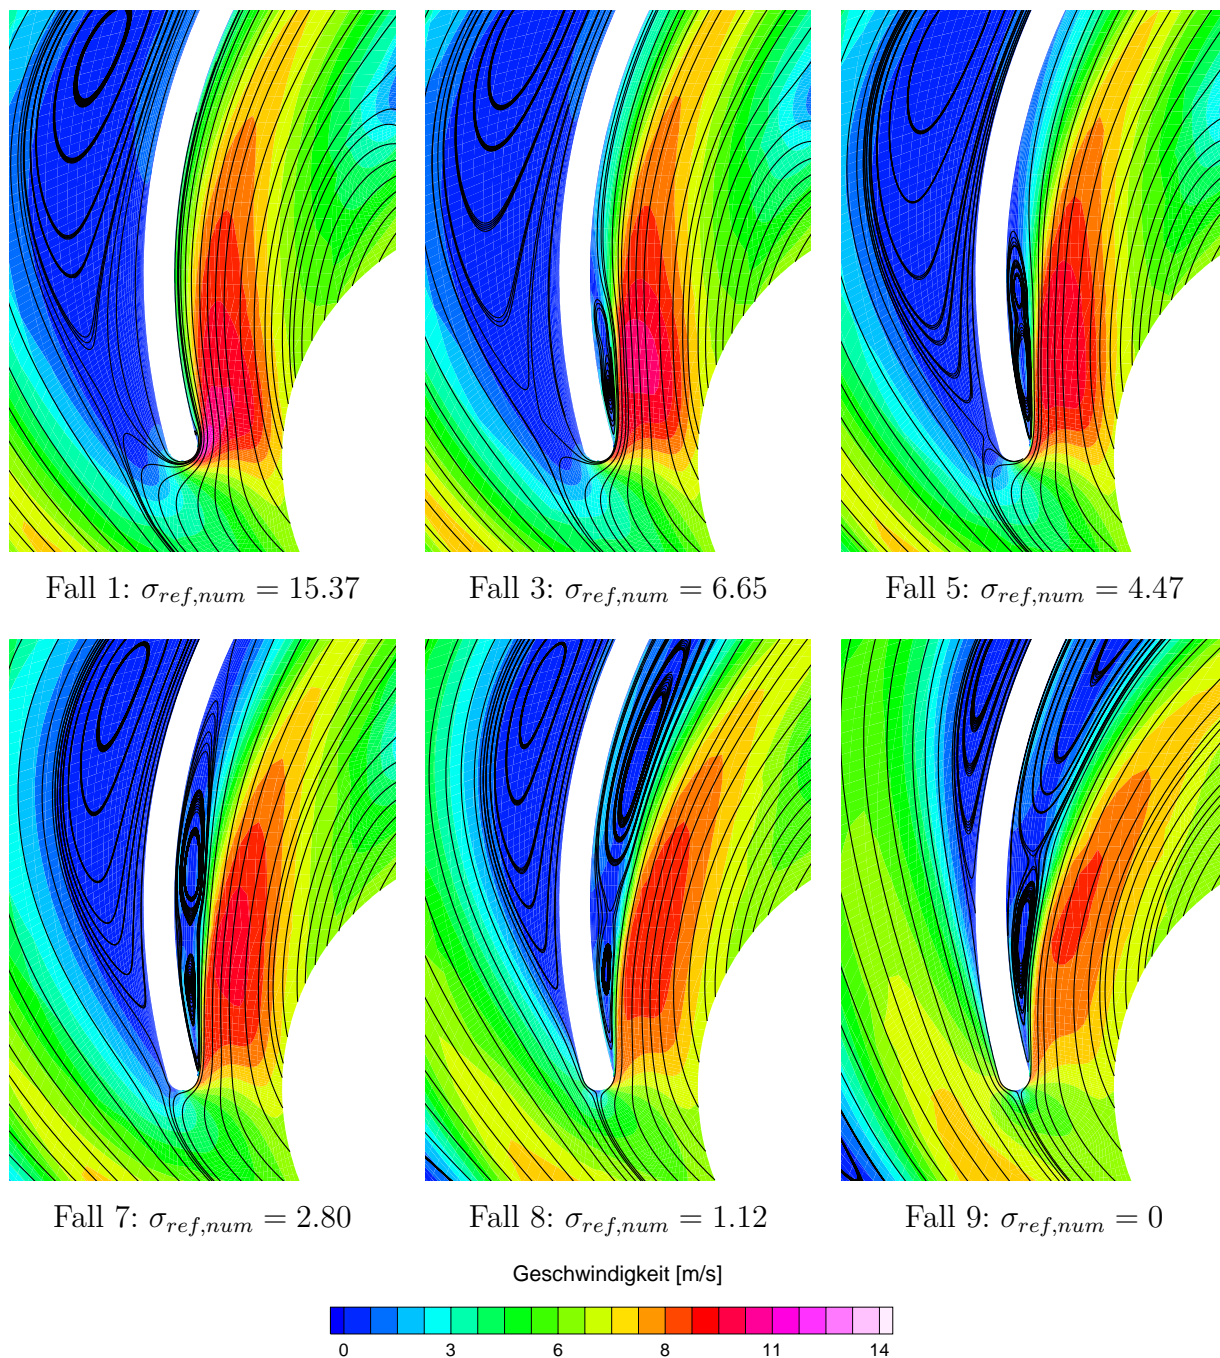 Fall 1: σref,num = 15.37
Fall 3: σref,num = 6.65
Fall 5: σref,num = 4.47
Fall 7: σref,num = 2.80
Fall 8: σref,num = 1.12
Fall 9: σref,num = 0
Geschwindigkeit [m/s]
0 3 6 8 11 14